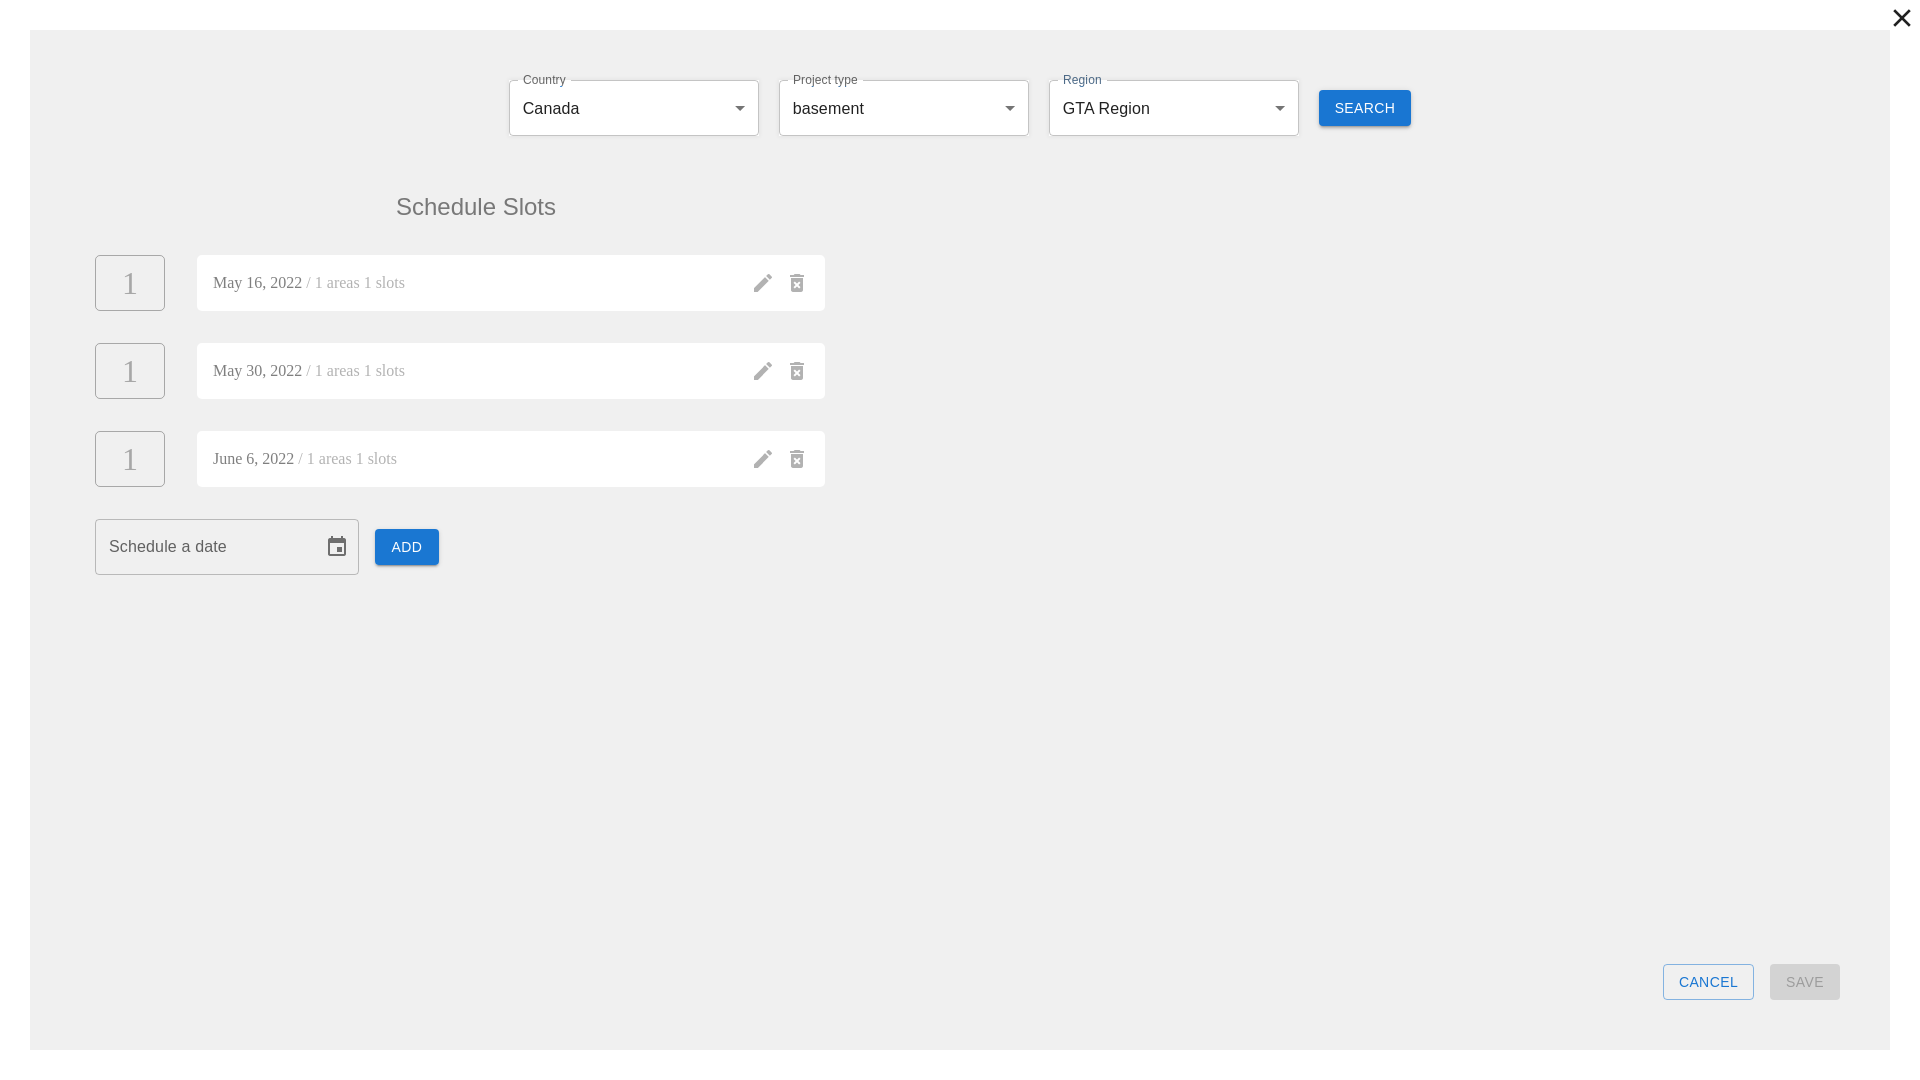 Country
Canada
Project type
basement
Region
GTA Region
SEARCH
Schedule Slots
1
May 16, 2022 / 1 areas 1 slots
1
May 30, 2022 / 1 areas 1 slots
1
June 6, 2022 / 1 areas 1 slots
Schedule a date
ADD
CANCEL
SAVE